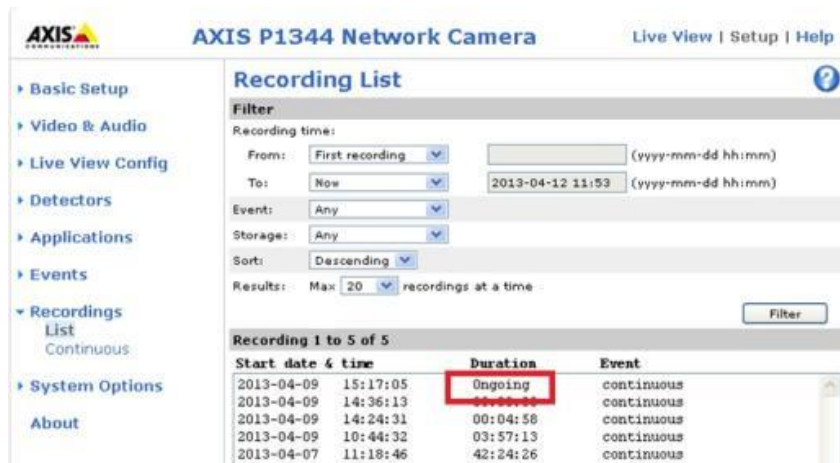 AXIS
COMMUNICATIONS
AXIS P1344 Network Camera
Live View | Setup | Help
Basic Setup
Video & Audio
Live View Config
Detectors
Applications
Events
Recordings
List
Continuous
System Options
About
Recording List
?
Filter
Recording time:
From: First recording (yyyy-mm-dd hh:mm)
To: Now 2013-04-12 11:53 (yyyy-mm-dd hh:mm)
Event: Any
Storage: Any
Sort: Descending
Results: Max 20 recordings at a time
Filter
Recording 1 to 5 of 5
Start date & time Duration Event
2013-04-09 15:17:05 Ongoing continuous
2013-04-09 14:36:13 continuous
2013-04-09 14:24:31 00:04:58 continuous
2013-04-09 10:44:32 03:57:13 continuous
2013-04-07 11:18:46 42:24:26 continuous